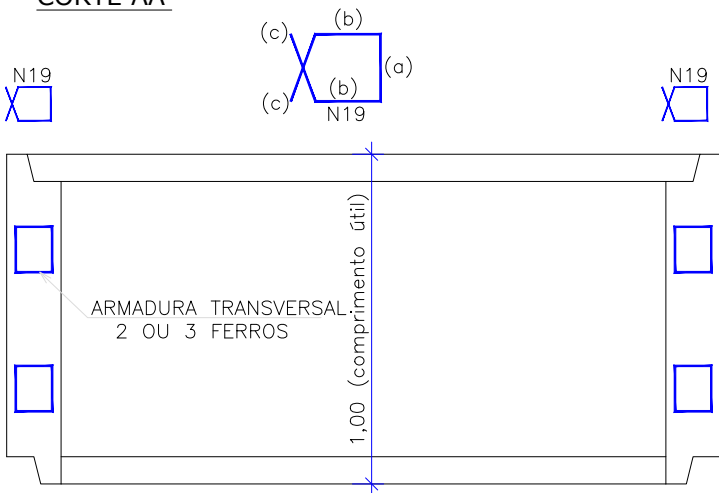 CORTE AA
(b)
(c)
(a)
N19
N19
(b)
(c)
N19
1,00 (comprimento útil)
ARMADURA TRANSVERSAL:
2 OU 3 FERROS